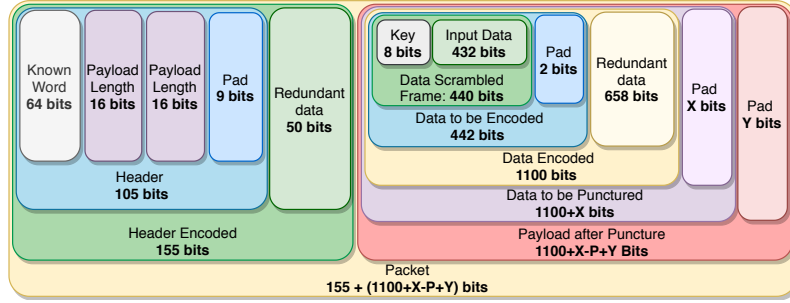 Known
Word
64 bits
Payload
Length
16 bits
Payload
Length
16 bits
Pad
9 bits
Header
105 bits
Redundant
data
50 bits
Header Encoded
155 bits
Key
8 bits
Input Data
432 bits
Data Scrambled
Frame: 440 bits
Pad
2 bits
Data to be Encoded
442 bits
Redundant
data
658 bits
Data Encoded
1100 bits
Pad
X bits
Data to be Punctured
1100+X bits
Pad
Y bits
Payload after Puncture
1100+X-P+Y Bits
Packet
155 + (1100+X-P+Y) bits